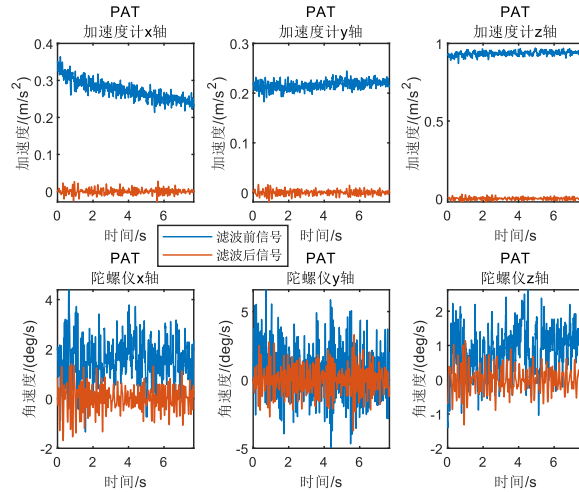 PAT
加速度计x轴
0.4
0.3
0.2
0.1
0
0 2 4 6
加速度/(m/s²)
时间/s
PAT
加速度计y轴
0.3
0.2
0.1
0
0 2 4 6
加速度/(m/s²)
时间/s
PAT
加速度计z轴
1
0.5
0
0 2 4 6
加速度/(m/s²)
时间/s
滤波前信号
滤波后信号
PAT
陀螺仪x轴
4
2
0
-2
0 2 4 6
角速度/(deg/s)
时间/s
PAT
陀螺仪y轴
5
0
-5
0 2 4 6
角速度/(deg/s)
时间/s
PAT
陀螺仪z轴
2
1
0
-1
-2
0 2 4 6
角速度/(deg/s)
时间/s